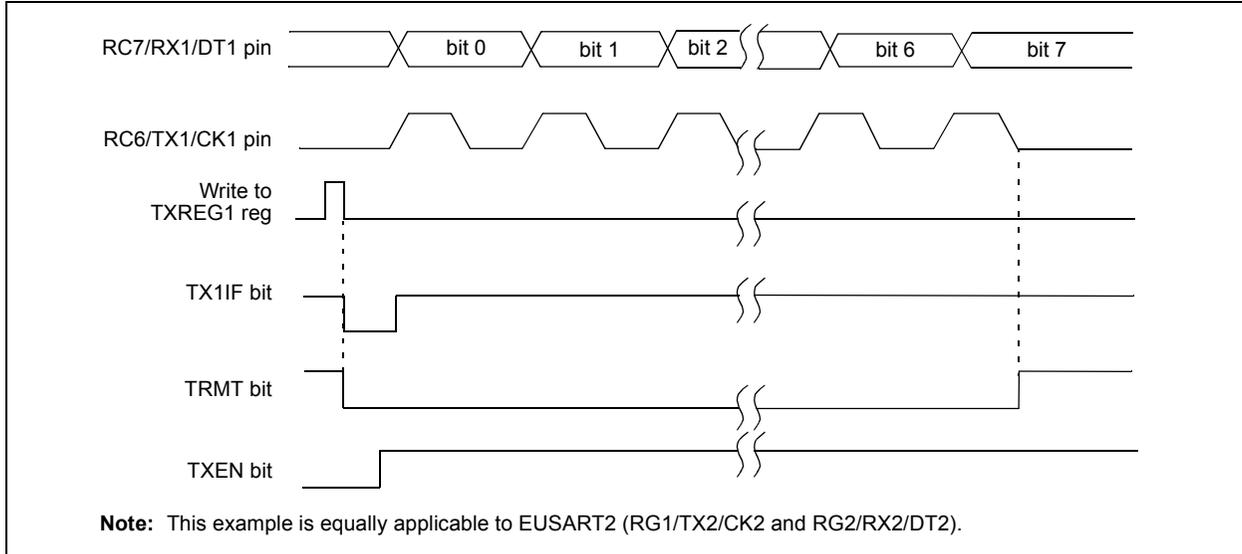 RC7/RX1/DT1 pin
bit 0
bit 1
bit 2
bit 6
bit 7
RC6/TX1/CK1 pin
Write to
TXREG1 reg
TX1IF bit
TRMT bit
TXEN bit
Note: This example is equally applicable to EUSART2 (RG1/TX2/CK2 and RG2/RX2/DT2).